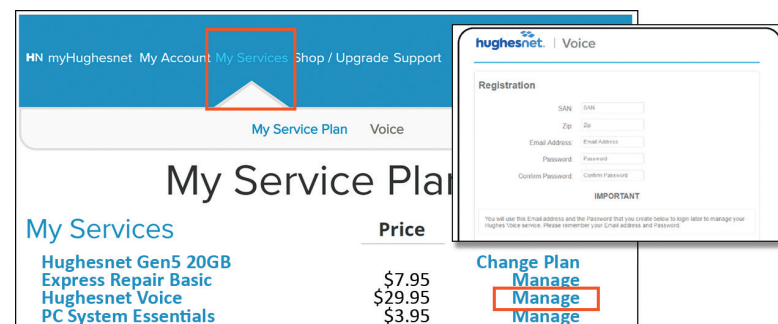 HN myHughesnet My Account My Services Shop / Upgrade Support
My Service Plan Voice
My Service Pla
My Services Price
Hughesnet Gen5 20GB Change Plan
Express Repair Basic $7.95 Manage
Hughesnet Voice $29.95 Manage
PC System Essentials $3.95 Manage
hughesnet. | Voice
Registration
SAN: SAN
Zip: Zip
Email Address: Email Address
Password: Password
Confirm Password: Confirm Password
IMPORTANT
You will use this Email address and the Password that you create below to login later to manage your
Hughes Voice service. Please remember your Email address and Password.